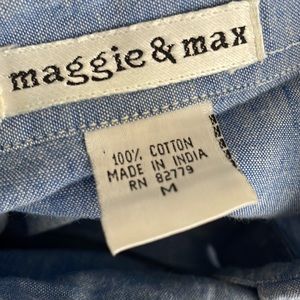 maggie & max
100% COTTON
MADE IN INDIA
RN 82779
M